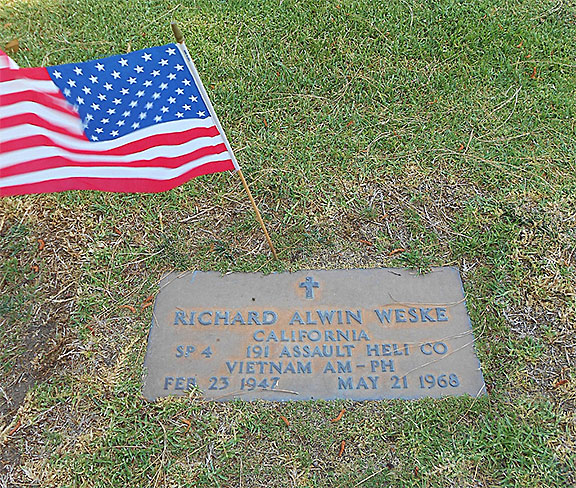 RICHARD ALWIN WESKE
CALIFORNIA
SP 4 191 ASSAULT HELI CO
VIETNAM AM-PH
FEB 23 1947 MAY 21 1968